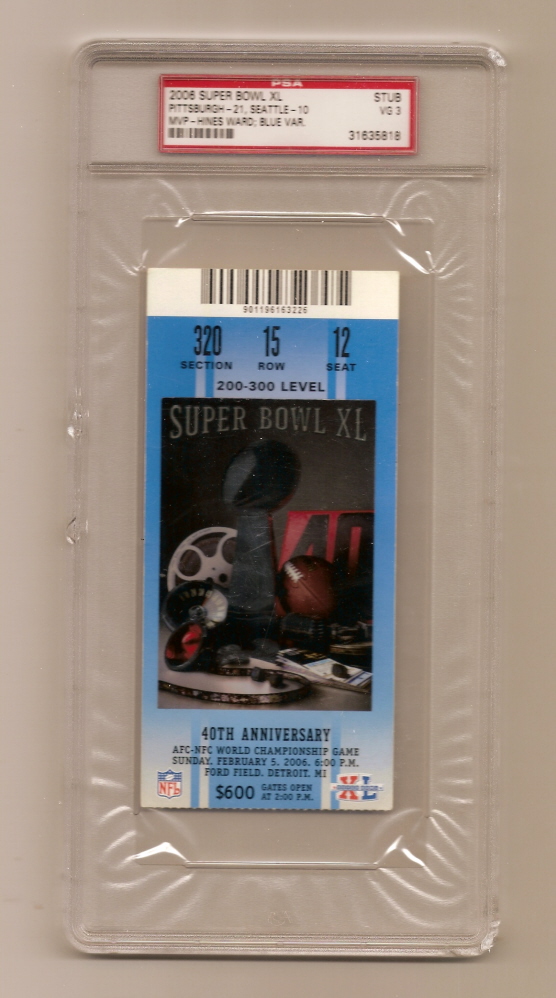 PSA
2006 SUPER BOWL XL STUB
PITTSBURGH - 21, SEATTLE - 10 VG 3
MVP - HINES WARD; BLUE VAR.
31635818
901196163226
320 15 12
SECTION ROW SEAT
200-300 LEVEL
SUPER BOWL XL
40
40TH ANNIVERSARY
AFC-NFC WORLD CHAMPIONSHIP GAME
SUNDAY, FEBRUARY 5, 2006, 6:00 P.M.
FORD FIELD, DETROIT, MI
NFL $600 GATES OPEN AT 2:00 P.M. XL